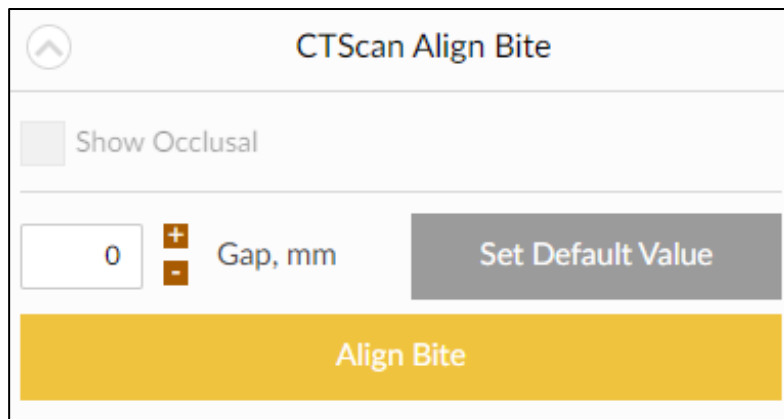 CTScan Align Bite
Show Occlusal
0 + - Gap, mm Set Default Value
Align Bite